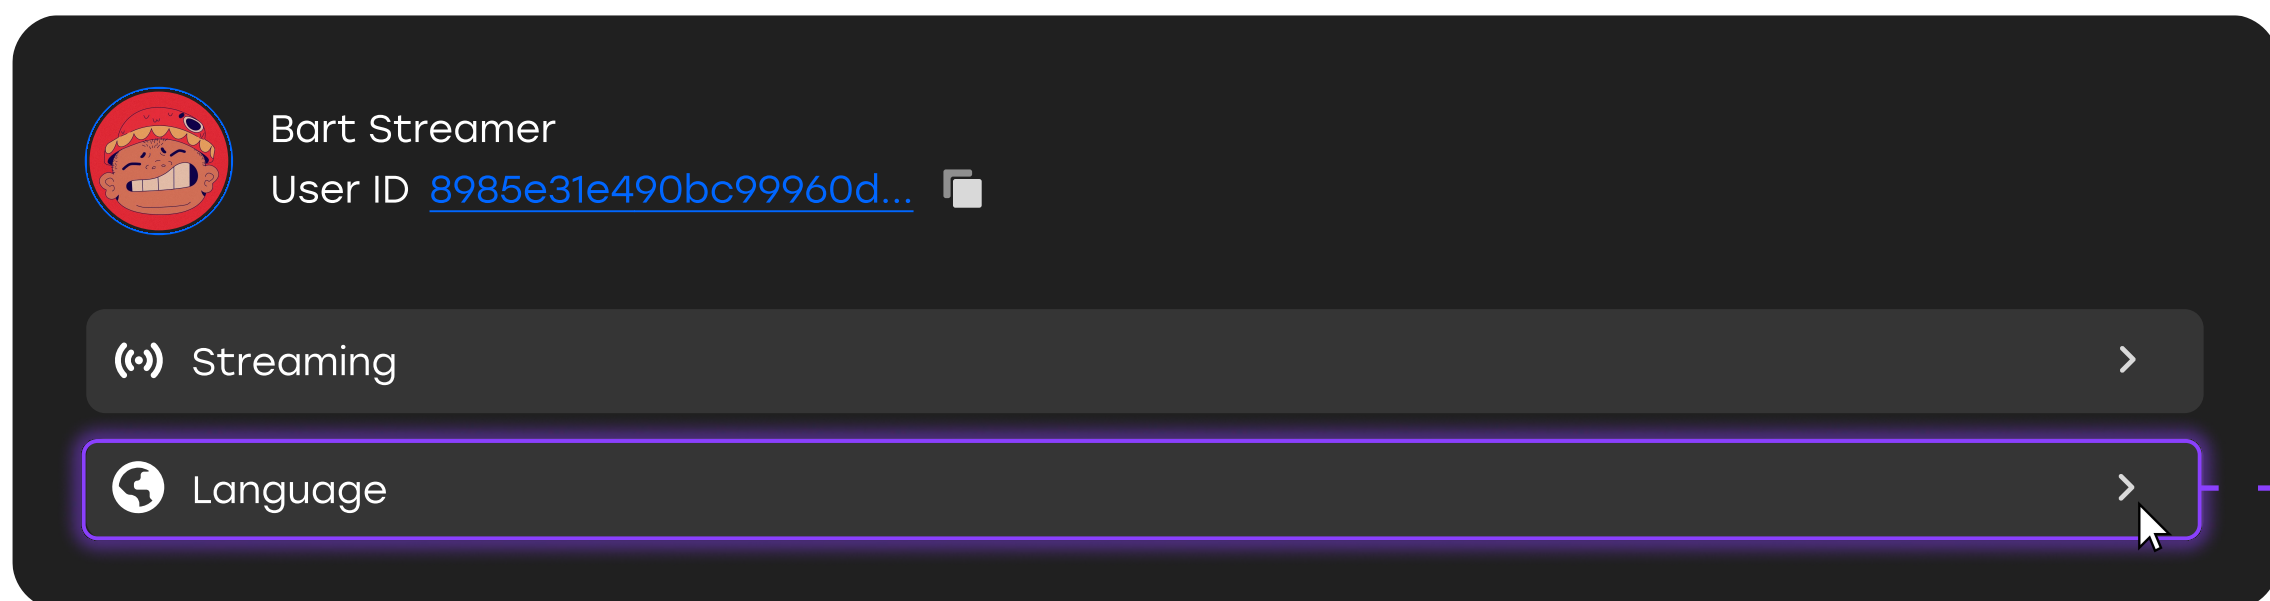 Bart Streamer
User ID 8985e31e490bc99960d...
Streaming
Language